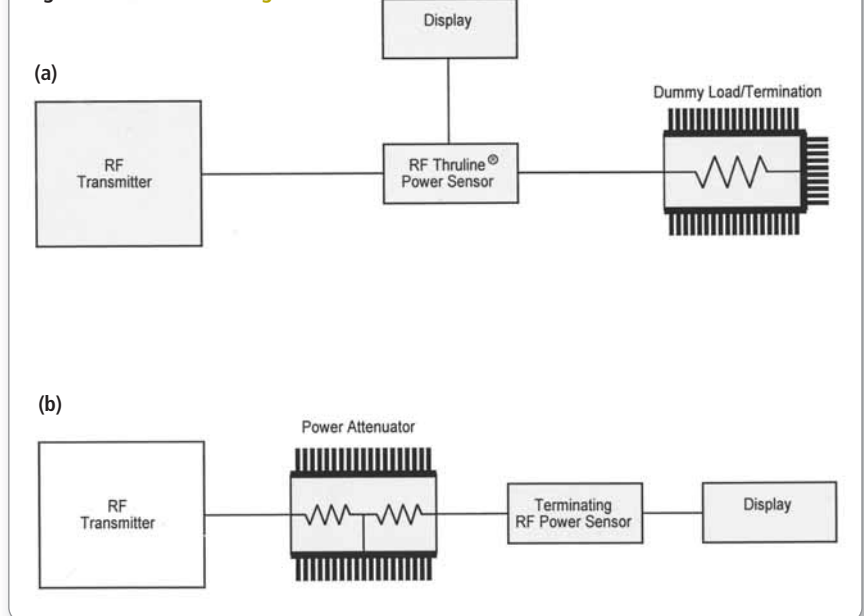 Display
(a)
Dummy Load/Termination
RF
Transmitter
RF Thruline®
Power Sensor
(b)
Power Attenuator
RF
Transmitter
Terminating
RF Power Sensor
Display